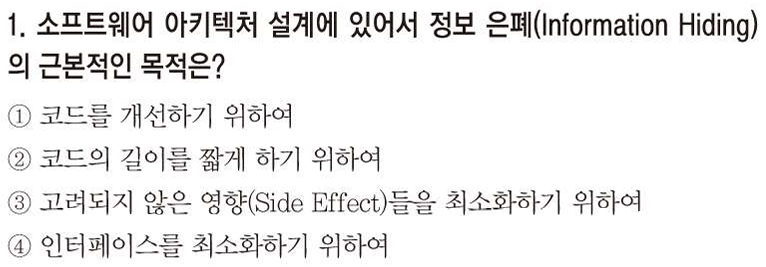 1. 소프트웨어 아키텍처 설계에 있어서 정보 은폐(Information Hiding)
의 근본적인 목적은?
① 코드를 개선하기 위하여
② 코드의 길이를 짧게 하기 위하여
③ 고려되지 않은 영향(Side Effect)들을 최소화하기 위하여
④ 인터페이스를 최소화하기 위하여